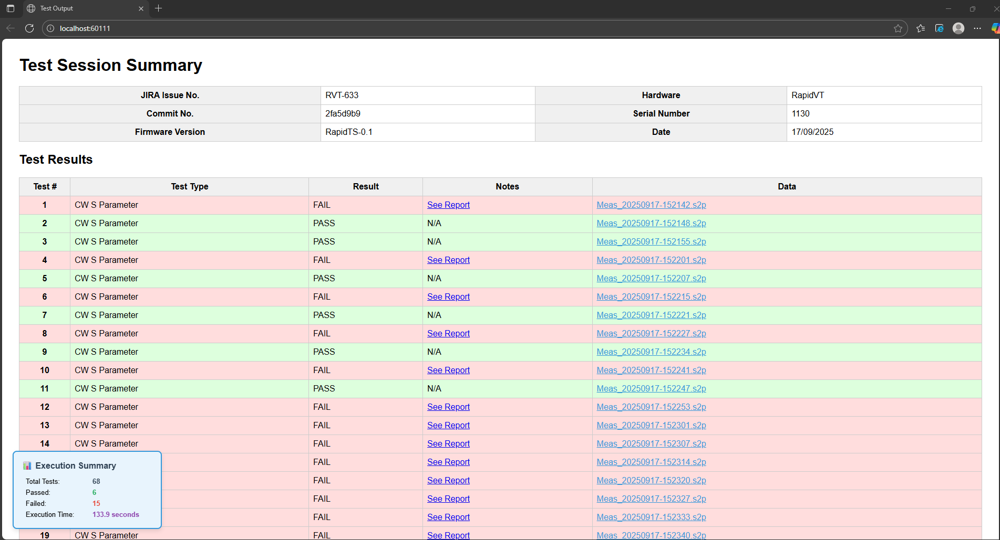 Test Output
localhost:60111
Test Session Summary
JIRA Issue No. RVT-633 Hardware RapidVT
Commit No. 2fa5d9b9 Serial Number 1130
Firmware Version RapidTS-0.1 Date 17/09/2025
Test Results
Test # Test Type Result Notes Data
1 CW S Parameter FAIL See Report Meas_20250917-152142.s2p
2 CW S Parameter PASS N/A Meas_20250917-152148.s2p
3 CW S Parameter PASS N/A Meas_20250917-152155.s2p
4 CW S Parameter FAIL See Report Meas_20250917-152201.s2p
5 CW S Parameter PASS N/A Meas_20250917-152207.s2p
6 CW S Parameter FAIL See Report Meas_20250917-152215.s2p
7 CW S Parameter PASS N/A Meas_20250917-152221.s2p
8 CW S Parameter FAIL See Report Meas_20250917-152227.s2p
9 CW S Parameter PASS N/A Meas_20250917-152234.s2p
10 CW S Parameter FAIL See Report Meas_20250917-152241.s2p
11 CW S Parameter PASS N/A Meas_20250917-152247.s2p
12 CW S Parameter FAIL See Report Meas_20250917-152253.s2p
13 CW S Parameter FAIL See Report Meas_20250917-152301.s2p
14 CW S Parameter FAIL See Report Meas_20250917-152307.s2p
FAIL See Report Meas_20250917-152314.s2p
FAIL See Report Meas_20250917-152320.s2p
FAIL See Report Meas_20250917-152327.s2p
FAIL See Report Meas_20250917-152333.s2p
19 CW S Parameter FAIL See Report Meas_20250917-152340.s2p
Execution Summary
Total Tests: 68
Passed: 6
Failed: 15
Execution Time: 133.9 seconds